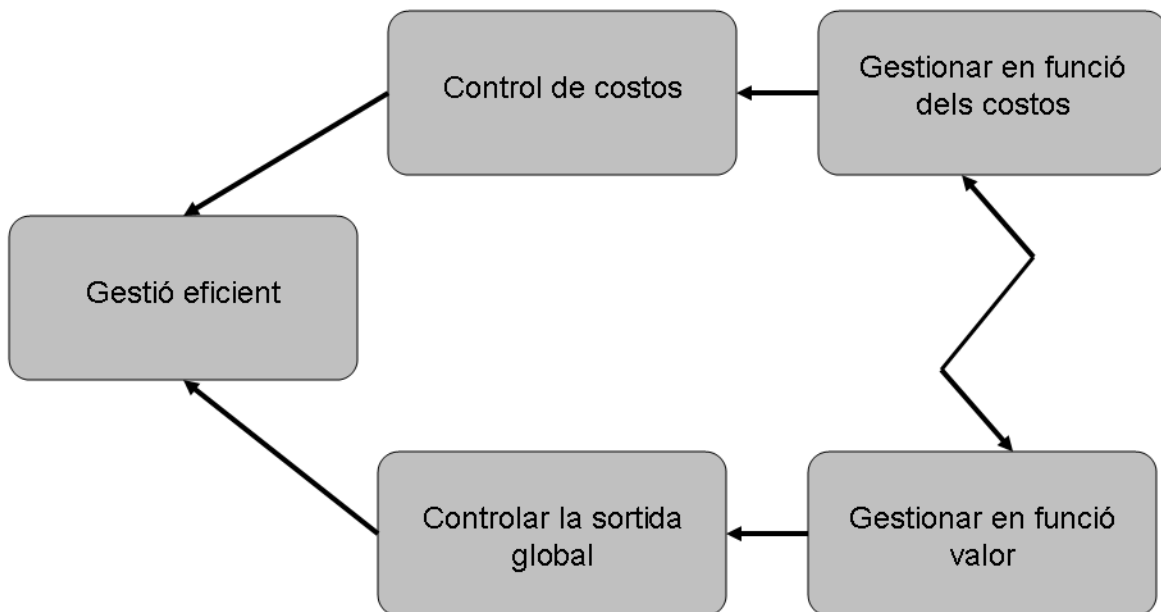 Control de costos
Gestionar en funció
dels costos
Gestió eficient
Controlar la sortida
global
Gestionar en funció
valor